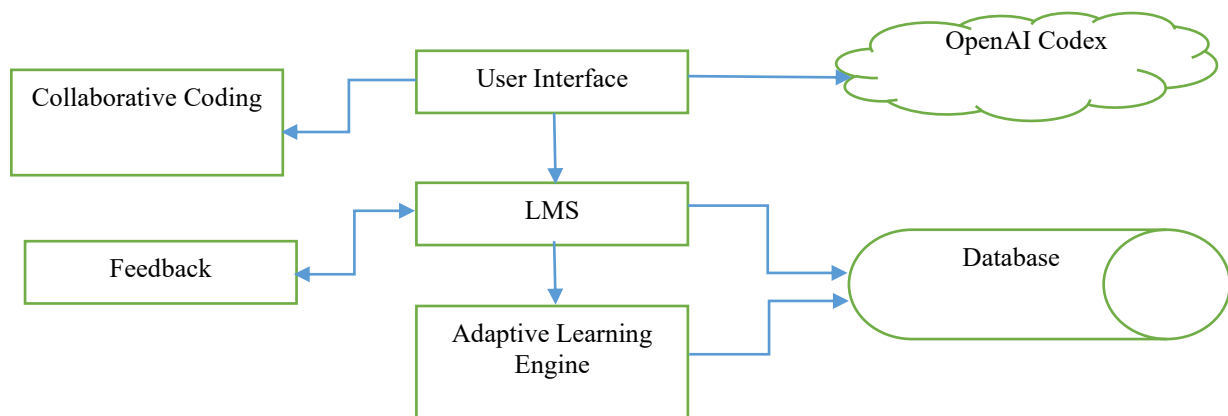 OpenAI Codex
User Interface
Collaborative Coding
LMS
Feedback
Database
Adaptive Learning
Engine